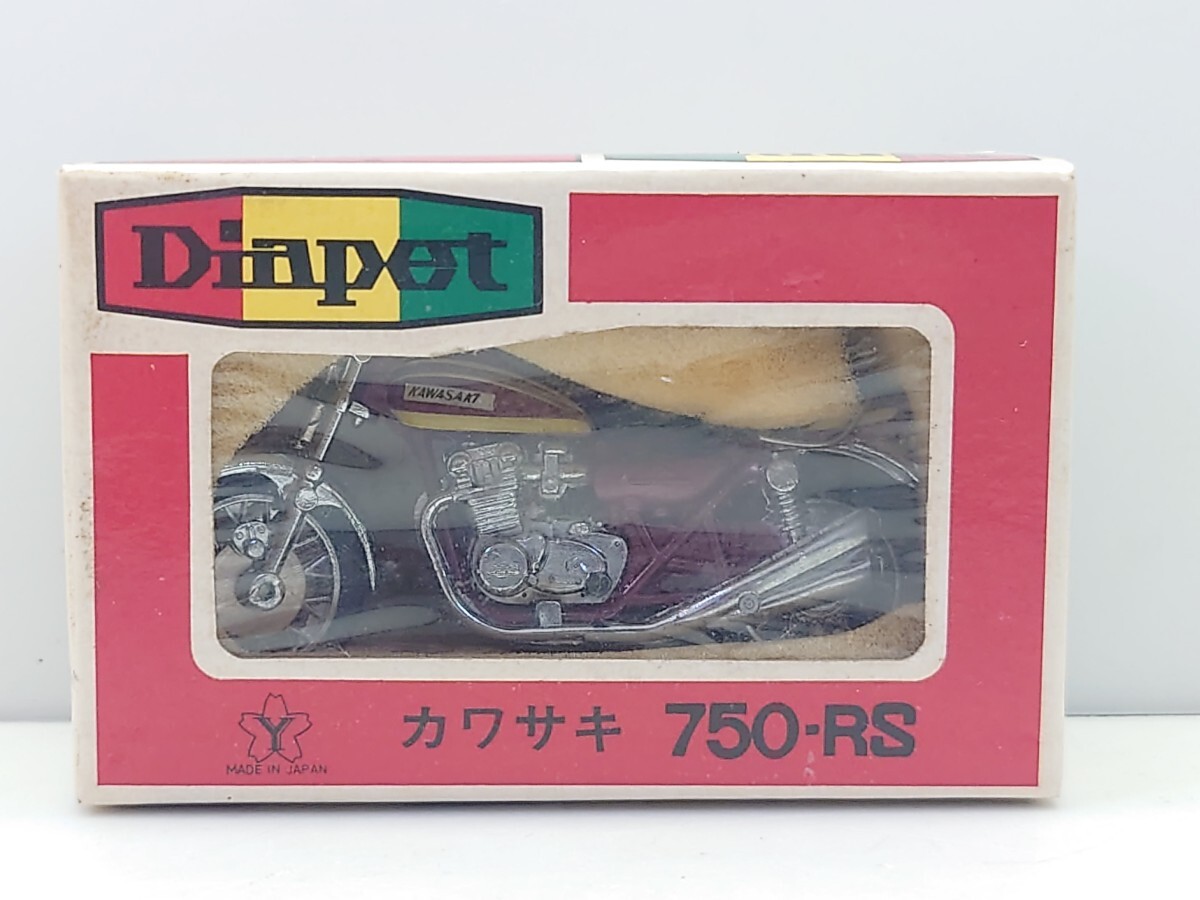 Diapet
KAWASAKI
Y
MADE IN JAPAN
カワサキ 750-RS